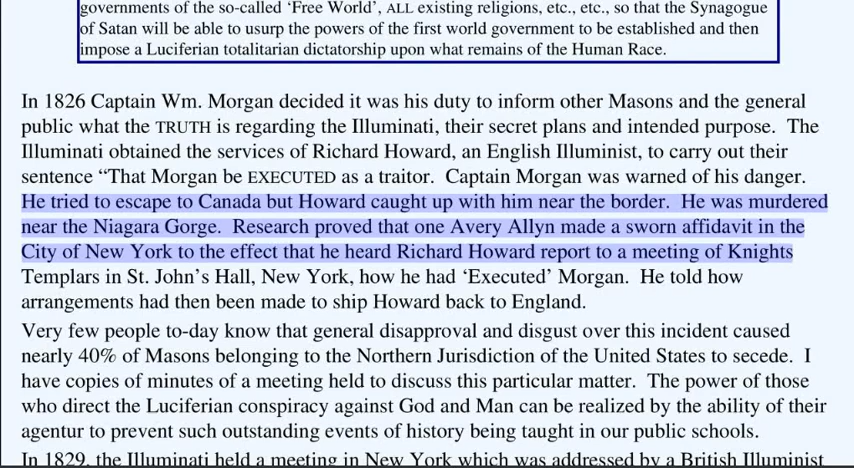 governments of the so-called ‘Free World’, ALL existing religions, etc., etc., so that the Synagogue
of Satan will be able to usurp the powers of the first world government to be established and then
impose a Luciferian totalitarian dictatorship upon what remains of the Human Race.
In 1826 Captain Wm. Morgan decided it was his duty to inform other Masons and the general
public what the TRUTH is regarding the Illuminati, their secret plans and intended purpose. The
Illuminati obtained the services of Richard Howard, an English Illuminist, to carry out their
sentence “That Morgan be EXECUTED as a traitor. Captain Morgan was warned of his danger.
He tried to escape to Canada but Howard caught up with him near the border. He was murdered
near the Niagara Gorge. Research proved that one Avery Allyn made a sworn affidavit in the
City of New York to the effect that he heard Richard Howard report to a meeting of Knights
Templars in St. John’s Hall, New York, how he had ‘Executed’ Morgan. He told how
arrangements had then been made to ship Howard back to England.
Very few people to-day know that general disapproval and disgust over this incident caused
nearly 40% of Masons belonging to the Northern Jurisdiction of the United States to secede. I
have copies of minutes of a meeting held to discuss this particular matter. The power of those
who direct the Luciferian conspiracy against God and Man can be realized by the ability of their
agentur to prevent such outstanding events of history being taught in our public schools.
In 1829, the Illuminati held a meeting in New York which was addressed by a British Illuminist